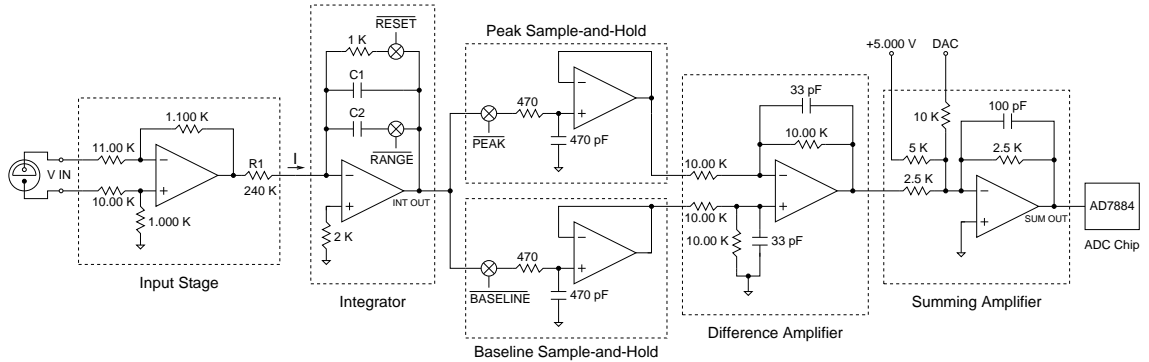 V IN
11.00 K
10.00 K
1.100 K
1.000 K
−
+
Input Stage
R1
240 K
I
RESET
1 K
C1
C2
RANGE
−
+
2 K
INT OUT
Integrator
Peak Sample-and-Hold
PEAK
470
470 pF
−
+
BASELINE
470
470 pF
−
+
Baseline Sample-and-Hold
33 pF
10.00 K
10.00 K
10.00 K
−
+
10.00 K
33 pF
Difference Amplifier
+5.000 V
DAC
10 K
5 K
2.5 K
100 pF
2.5 K
−
+
SUM OUT
Summing Amplifier
AD7884
ADC Chip